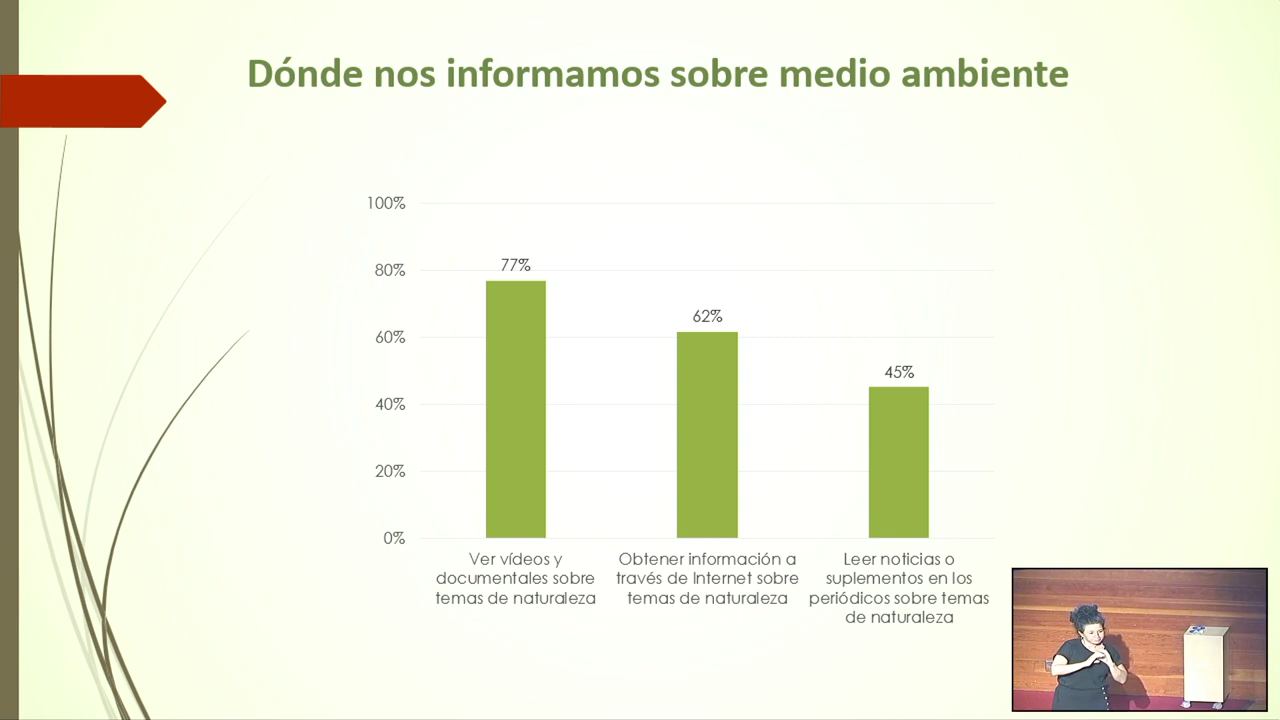 Dónde nos informamos sobre medio ambiente
100%
80%
60%
40%
20%
0%
77%
62%
45%
Ver vídeos y
documentales sobre
temas de naturaleza
Obtener información a
través de Internet sobre
temas de naturaleza
Leer noticias o
suplementos en los
periódicos sobre temas
de naturaleza